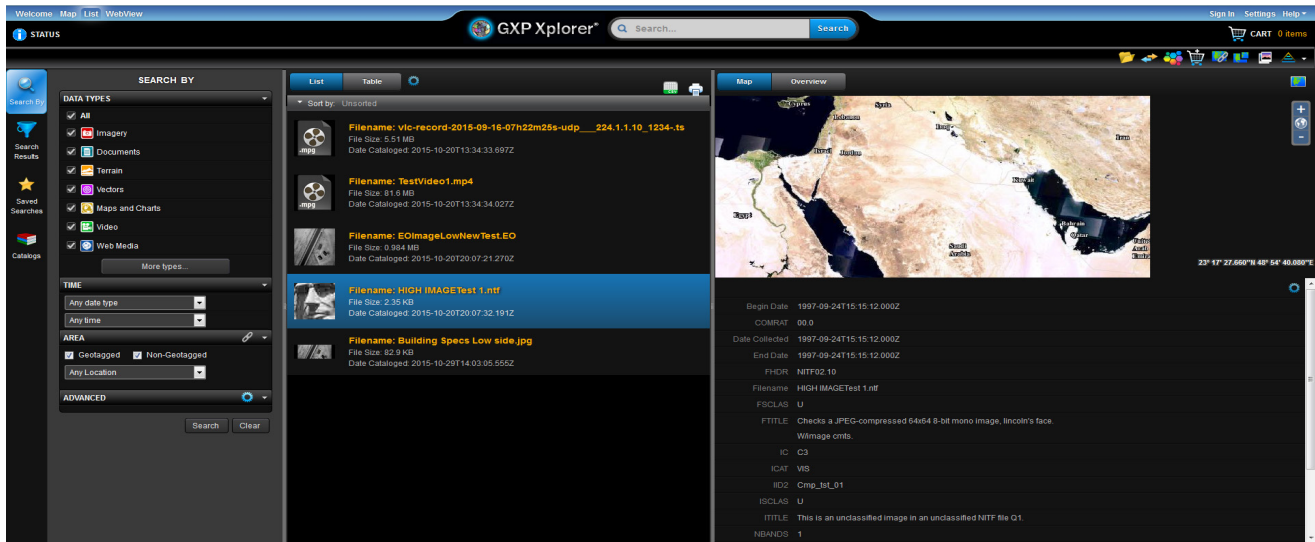 Welcome Map List WebView
Sign In Settings Help
STATUS
GXP Xplorer®
Search...
Search
CART 0 items
Search By
Search Results
Saved Searches
Catalogs
SEARCH BY
DATA TYPES
All
Imagery
Documents
Terrain
Vectors
Maps and Charts
Video
Web Media
More types...
TIME
Any date type
Any time
AREA
Geotagged Non-Geotagged
Any Location
ADVANCED
Search Clear
List Table
Sort by: Unsorted
.mpg
Filename: vlc-record-2015-09-16-07h22m25s-udp___224.1.1.10_1234-.ts
File Size: 5.51 MB
Date Cataloged: 2015-10-20T13:34:33.697Z
.mpg
Filename: TestVideo1.mp4
File Size: 81.6 MB
Date Cataloged: 2015-10-20T13:34:34.027Z
Filename: EOImageLowNewTest.EO
File Size: 0.984 MB
Date Cataloged: 2015-10-20T20:07:21.270Z
Filename: HIGH IMAGETest 1.ntf
File Size: 2.35 KB
Date Cataloged: 2015-10-20T20:07:32.191Z
Filename: Building Specs Low side.jpg
File Size: 82.9 KB
Date Cataloged: 2015-10-29T14:03:05.555Z
Map Overview
Cyprus
Syria
Lebanon
Iraq
Iran
Israel
Jordan
Kuwait
Egypt
Bahrain
Qatar
Saudi Arabia
United Arab
23° 17' 27.660"N 48° 54' 40.080"E
Begin Date 1997-09-24T15:15:12.000Z
COMRAT 00.0
Date Collected 1997-09-24T15:15:12.000Z
End Date 1997-09-24T15:15:12.000Z
FHDR NITF02.10
Filename HIGH IMAGETest 1.ntf
FSCLAS U
FTITLE Checks a JPEG-compressed 64x64 8-bit mono image, lincoln's face.
W/image cmts.
IC C3
ICAT VIS
IID2 Cmp_tst_01
ISCLAS U
ITITLE This is an unclassified image in an unclassified NITF file Q1.
NBANDS 1